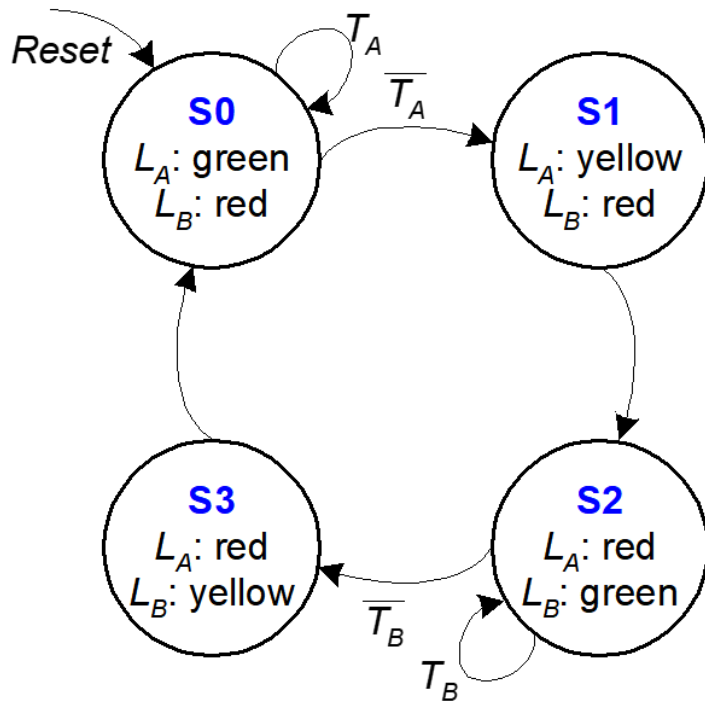 Reset
T_A
S0
L_A: green
L_B: red
T̅_A
S1
L_A: yellow
L_B: red
S3
L_A: red
L_B: yellow
S2
L_A: red
L_B: green
T̅_B
T_B